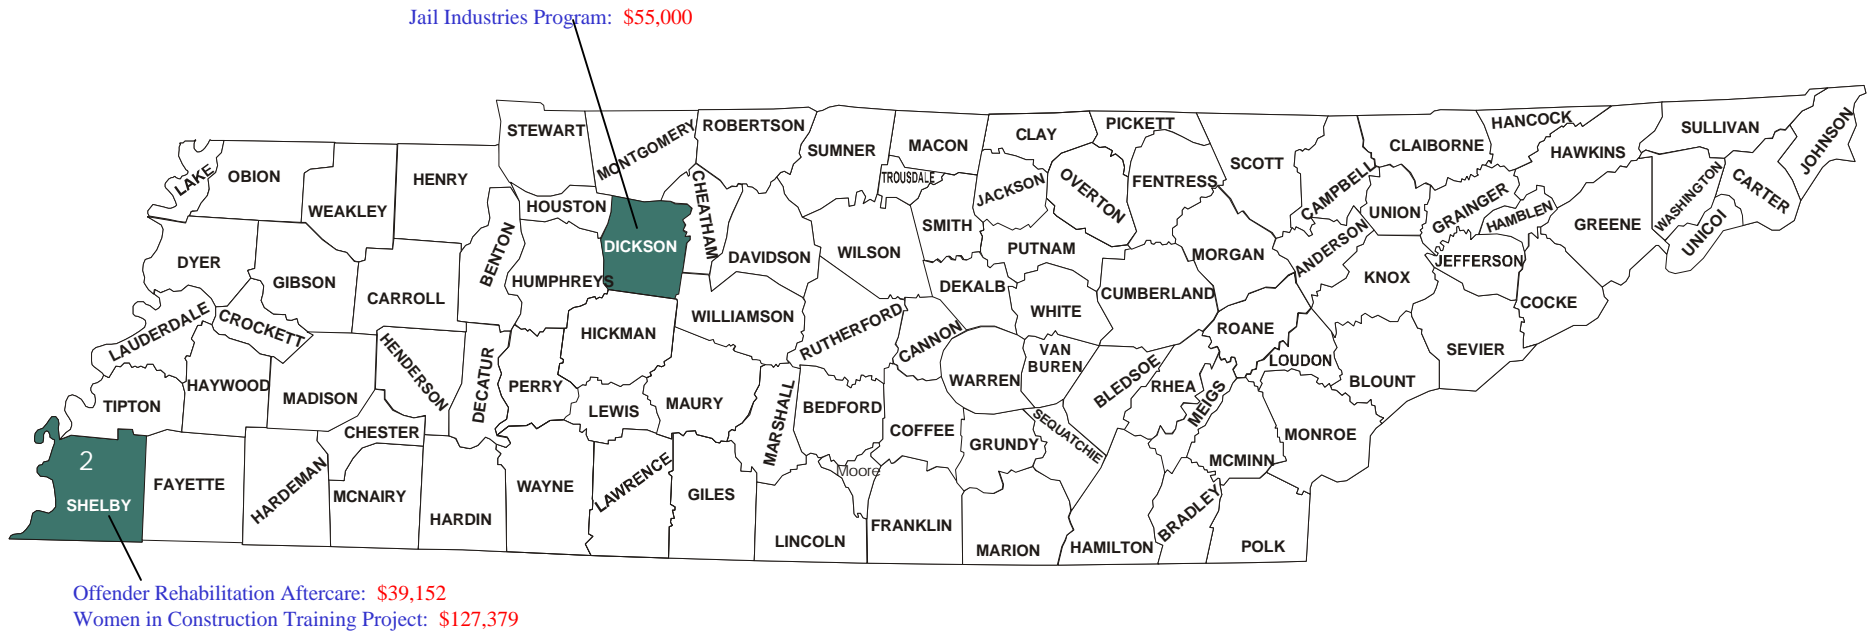 Jail Industries Program: $55,000
STEWART
MONTGOMERY
ROBERTSON
SUMNER
MACON
TROUSDALE
CLAY
PICKETT
SCOTT
CAMPBELL
CLAIBORNE
HANCOCK
HAWKINS
SULLIVAN
JOHNSON
LAKE
OBION
WEAKLEY
HENRY
BENTON
HOUSTON
DICKSON
CHEATHAM
DAVIDSON
WILSON
SMITH
JACKSON
OVERTON
FENTRESS
PUTNAM
MORGAN
ANDERSON
UNION
GRAINGER
HAMBLEN
GREENE
WASHINGTON
UNICOI
CARTER
DYER
GIBSON
CARROLL
HUMPHREYS
WILLIAMSON
RUTHERFORD
CANNON
DEKALB
WHITE
CUMBERLAND
ROANE
KNOX
JEFFERSON
COCKE
LAUDERDALE
CROCKETT
HAYWOOD
MADISON
HENDERSON
DECATUR
PERRY
HICKMAN
LEWIS
MAURY
MARSHALL
BEDFORD
COFFEE
WARREN
VAN
BUREN
BLEDSOE
RHEA
MEIGS
LOUDON
BLOUNT
SEVIER
TIPTON
CHESTER
GRUNDY
SEQUATCHIE
MCMINN
MONROE
2
SHELBY
FAYETTE
HARDEMAN
MCNAIRY
HARDIN
WAYNE
LAWRENCE
GILES
LINCOLN
Moore
FRANKLIN
MARION
HAMILTON
BRADLEY
POLK
Offender Rehabilitation Aftercare: $39,152
Women in Construction Training Project: $127,379